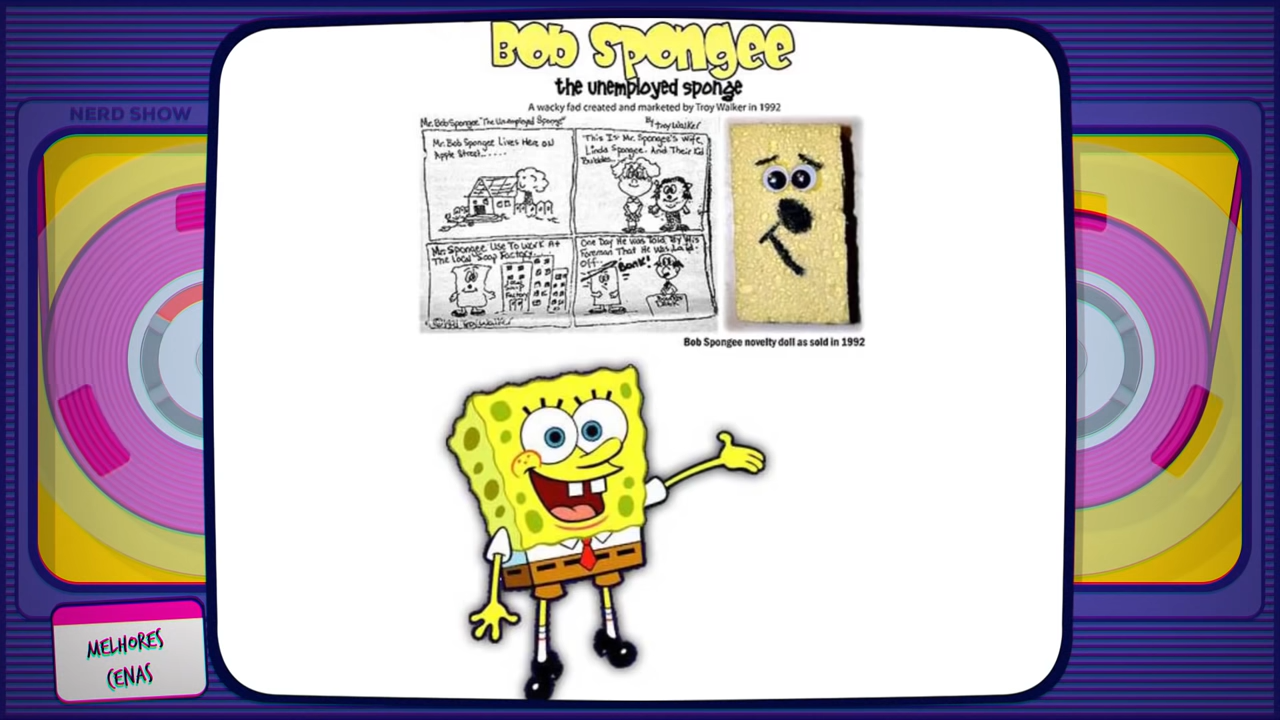 Bob Spongee
the unemployed sponge
A wacky fad created and marketed by Troy Walker in 1992
NERD SHOW
Mr. Bob Spongee "The Unemployed Sponge"
By Troy Walker
Mr. Bob Spongee Lives Here on
Apple Street......
"This Is Mr. Spongee's Wife,
Linda Spongee. And Their Kid
Bubbles...
Mr. Spongee Use To Work At
The Local Soap Factory...
Soap
Factory
One Day He was Told By His
Foreman That He was Laid-
Off...
Bonk!
Bob Spongee novelty doll as sold in 1992
MELHORES
CENAS